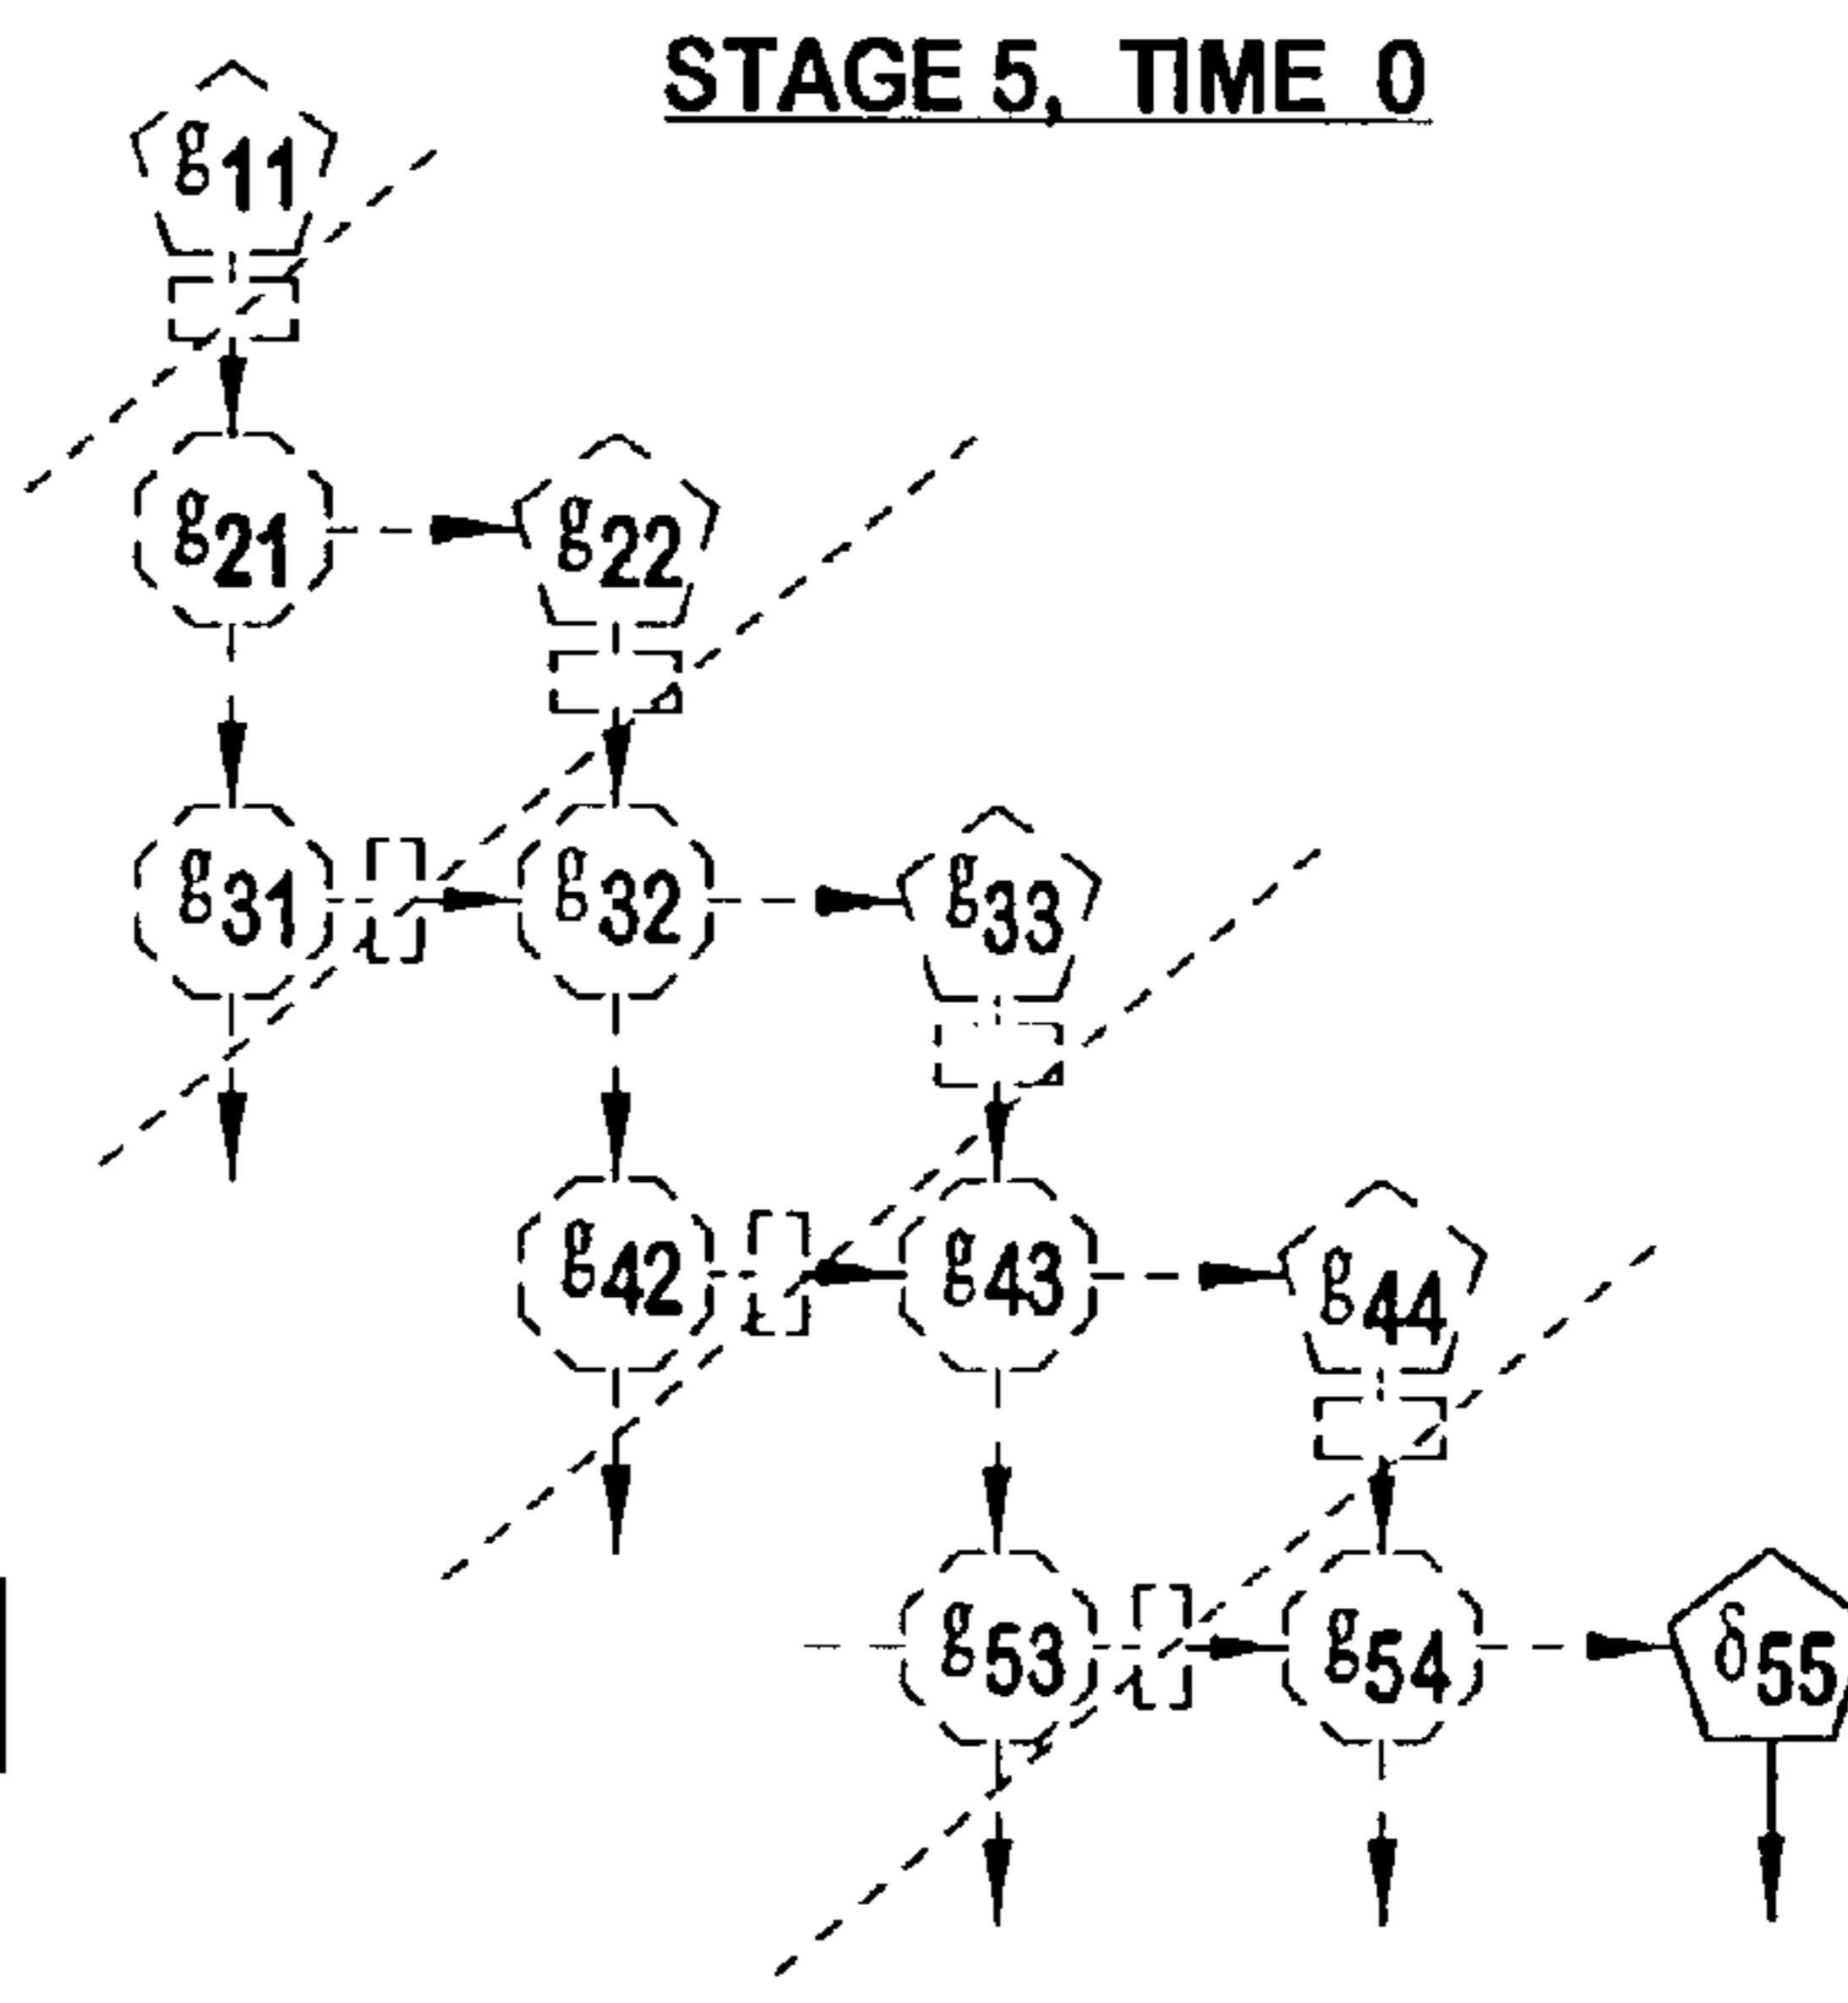 STAGE 5, TIME 0
g11
g21 g22
g31 g32 g33
g42 g43 g44
g53 g54 δ55